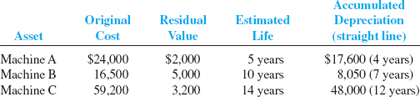 Accumulated
Original Residual Estimated Depreciation
Asset Cost Value Life (straight line)
Machine A $24,000 $2,000 5 years $17,600 (4 years)
Machine B 16,500 5,000 10 years 8,050 (7 years)
Machine C 59,200 3,200 14 years 48,000 (12 years)